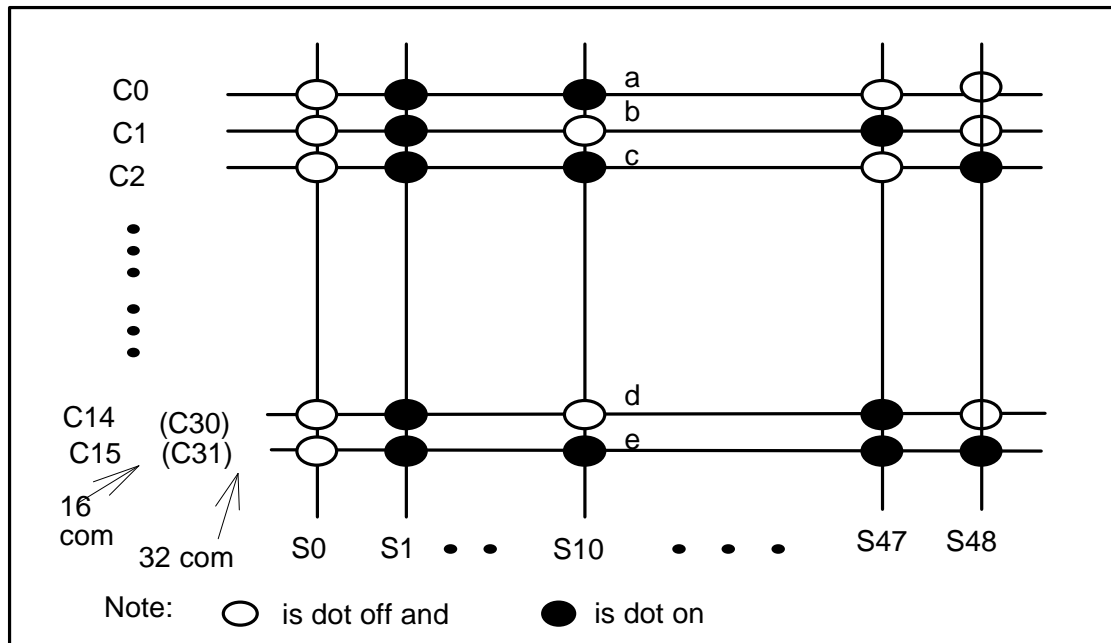 C0
a
C1
b
C2
c
C14 (C30)
d
C15 (C31)
e
16
com
32 com
S0 S1 S10 S47 S48
Note: is dot off and is dot on